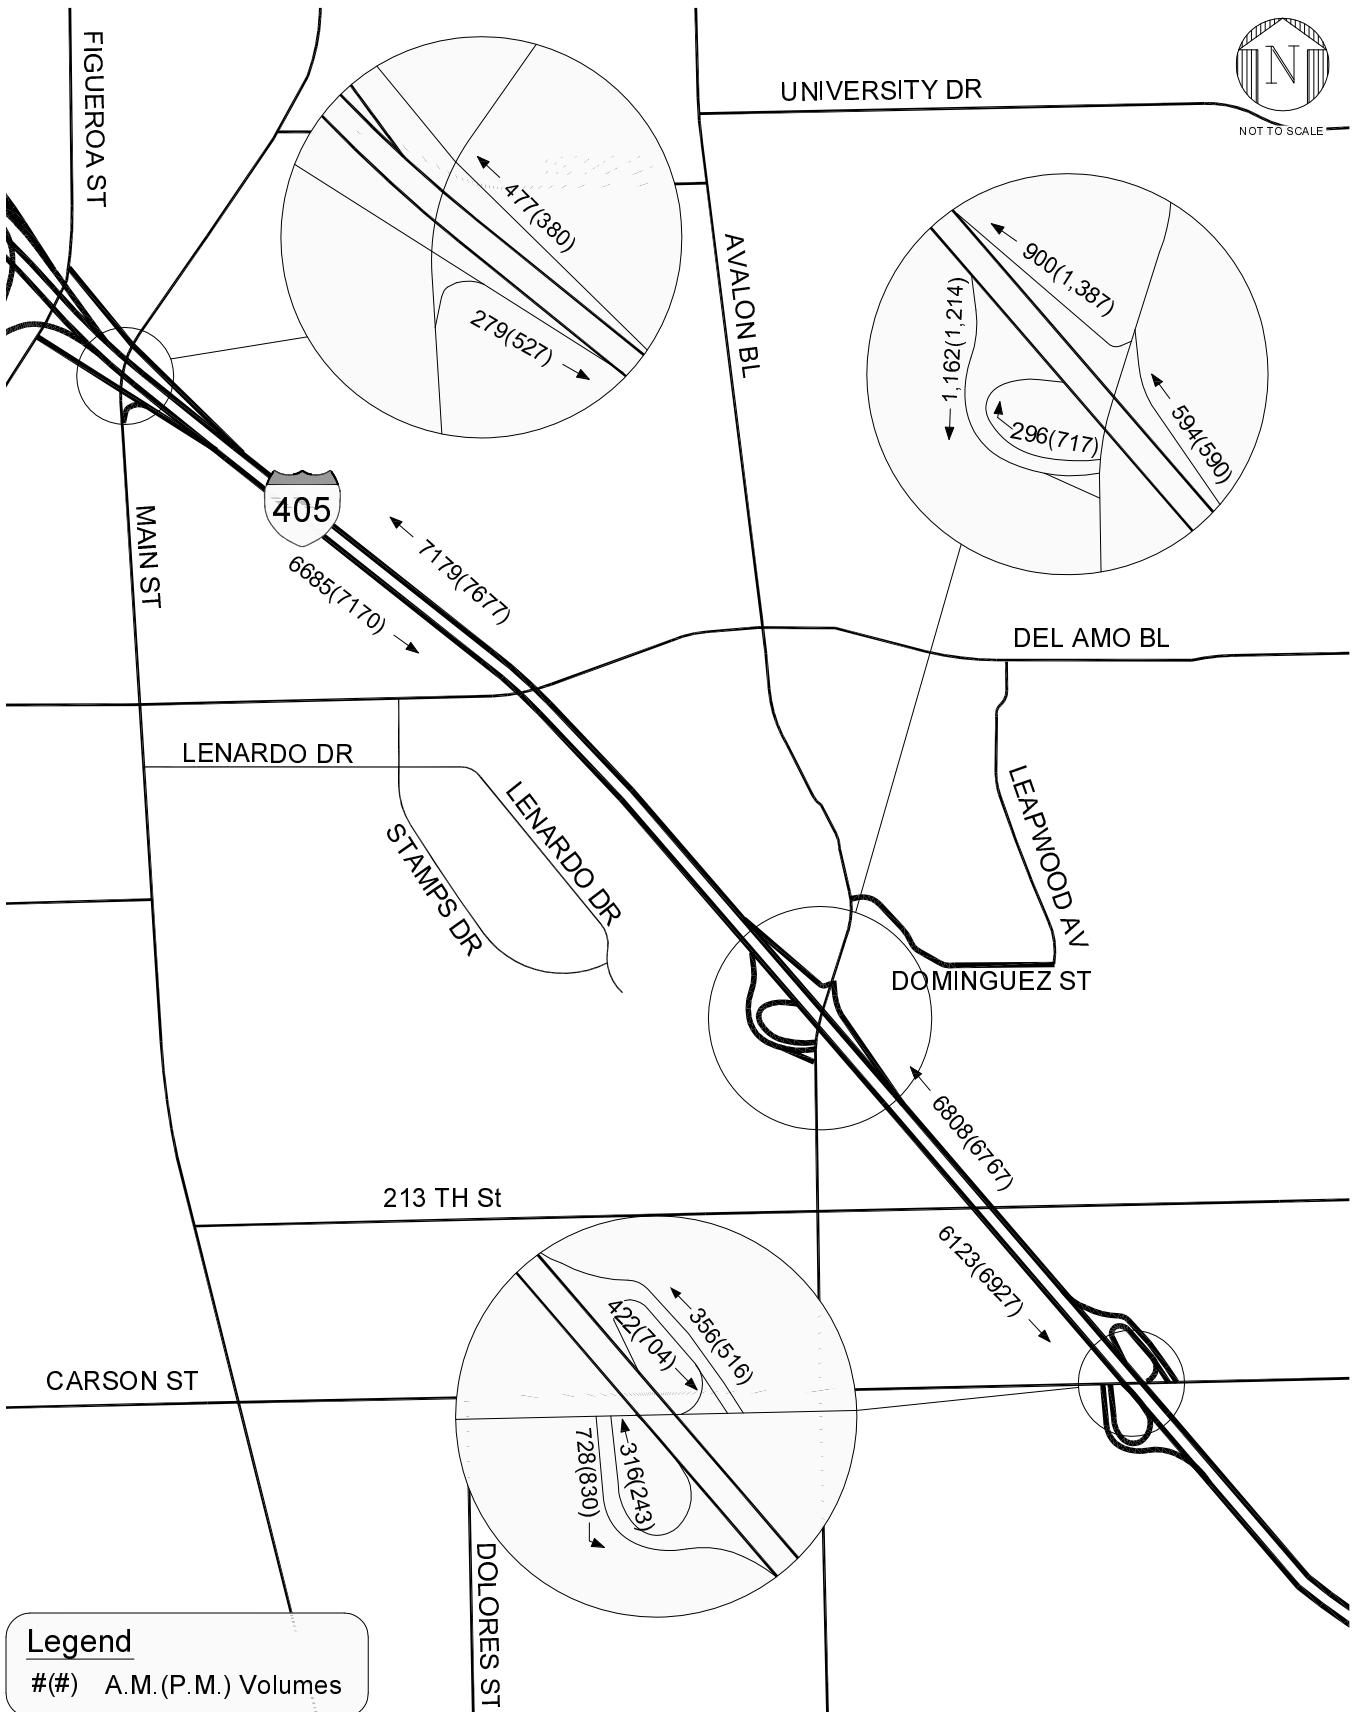 FIGUEROA ST
UNIVERSITY DR
N
NOT TO SCALE
477(380)
279(527)
AVALON BL
900(1,387)
1,162(1,214)
296(717)
594(590)
405
MAIN ST
7179(7677)
6685(7170)
DEL AMO BL
LENARDO DR
LENARDO DR
STAMPS DR
LEAPWOOD AV
DOMINGUEZ ST
6808(6767)
213 TH St
6123(6927)
422(704)
356(516)
CARSON ST
728(830)
316(243)
DOLORES ST
Legend
#(#) A.M.(P.M.) Volumes